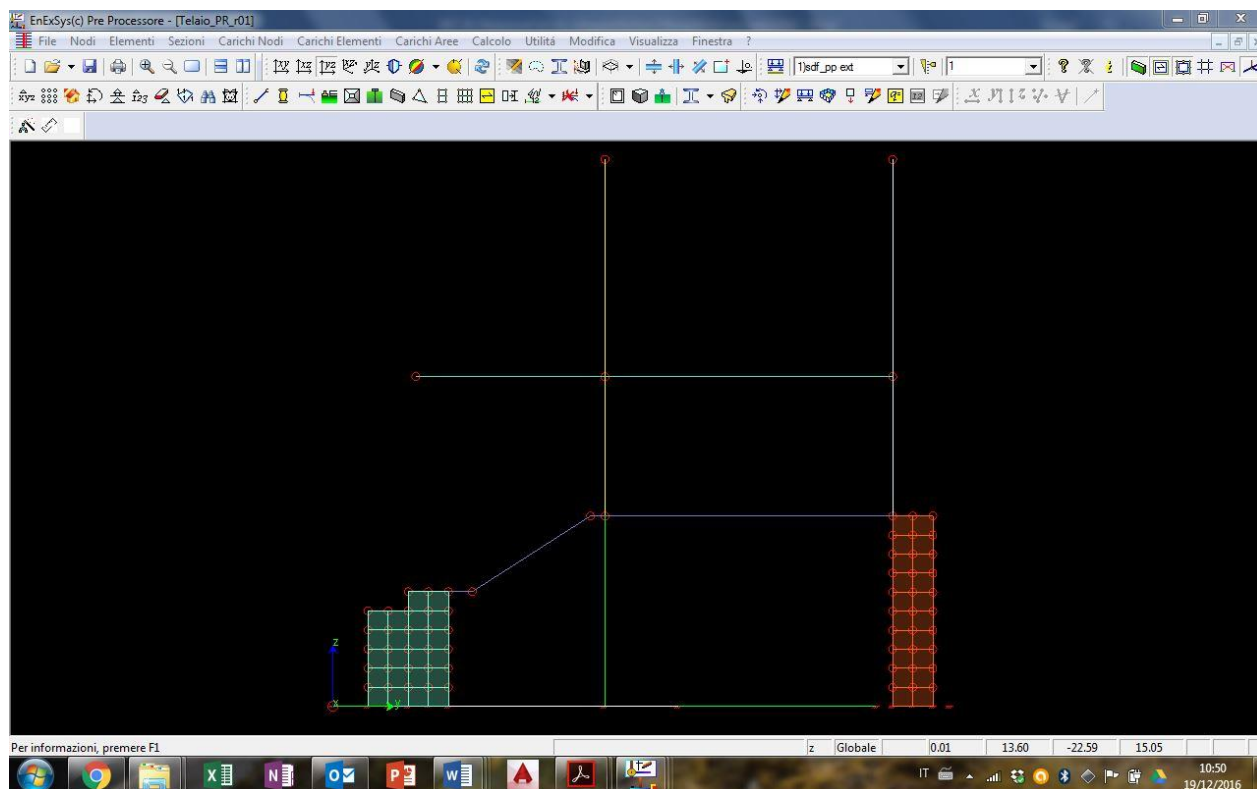 EnExSys(c) Pre Processore - [Telaio_PR_r01]
File Nodi Elementi Sezioni Carichi Nodi Carichi Elementi Carichi Aree Calcolo Utilità Modifica Visualizza Finestra ?
1)sdf_pp ext 1
z
x y
Per informazioni, premere F1 z Globale 0.01 13.60 -22.59 15.05
IT 10:50
19/12/2016